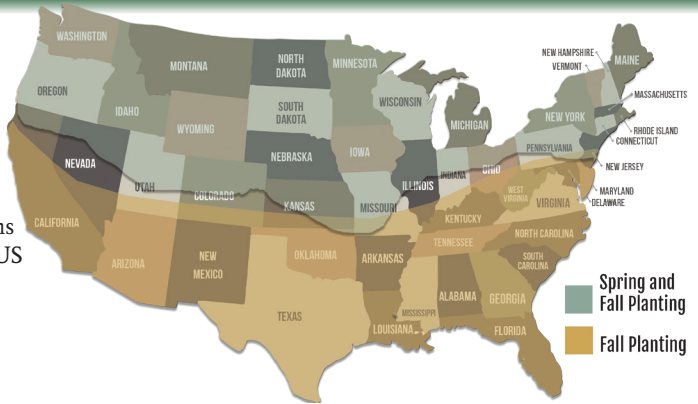 WASHINGTON
OREGON
IDAHO
MONTANA
NORTH
DAKOTA
MINNESOTA
SOUTH
DAKOTA
WYOMING
WISCONSIN
MICHIGAN
NEW HAMPSHIRE
VERMONT
MAINE
MASSACHUSETTS
NEW YORK
RHODE ISLAND
CONNECTICUT
NEBRASKA
IOWA
PENNSYLVANIA
NEW JERSEY
NEVADA
UTAH
COLORADO
KANSAS
MISSOURI
ILLINOIS
INDIANA
OHIO
MARYLAND
DELAWARE
WEST
VIRGINIA
VIRGINIA
KENTUCKY
CALIFORNIA
ns
US
ARIZONA
NEW
MEXICO
OKLAHOMA
ARKANSAS
TENNESSEE
NORTH CAROLINA
SOUTH
CAROLINA
TEXAS
LOUISIANA
MISSISSIPPI
ALABAMA
GEORGIA
FLORIDA
Spring and
Fall Planting
Fall Planting